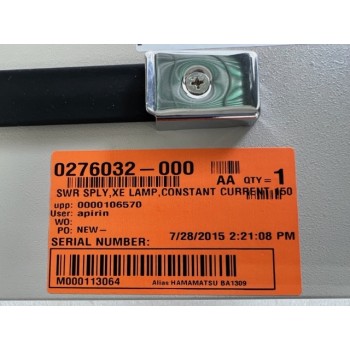 0276032-000 AA QTY= 1
SWR SPLY,XE LAMP,CONSTANT CURRENT 150
upp: 0000106570
User: apirin
WO:
PO: NEW-
SERIAL NUMBER: 7/28/2015 2:21:08 PM
M000113064 Alias HAMAMATSU BA1309